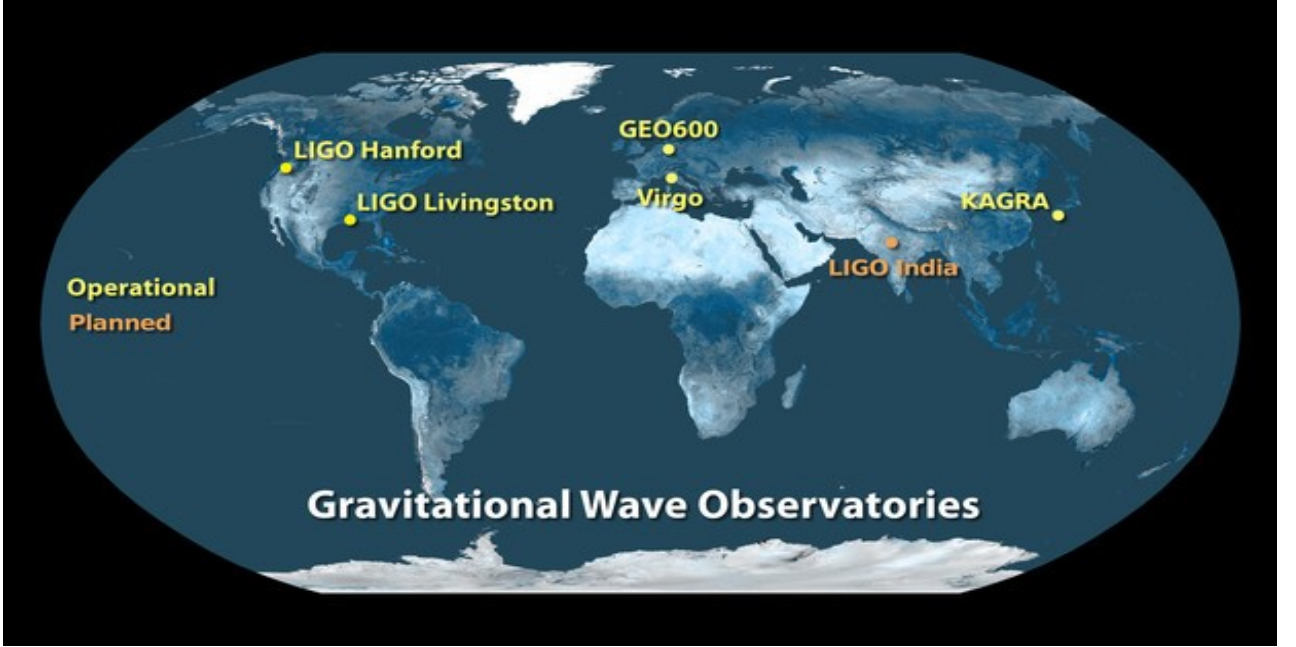 GEO600
LIGO Hanford
Virgo
LIGO Livingston
KAGRA
LIGO India
Operational
Planned
Gravitational Wave Observatories